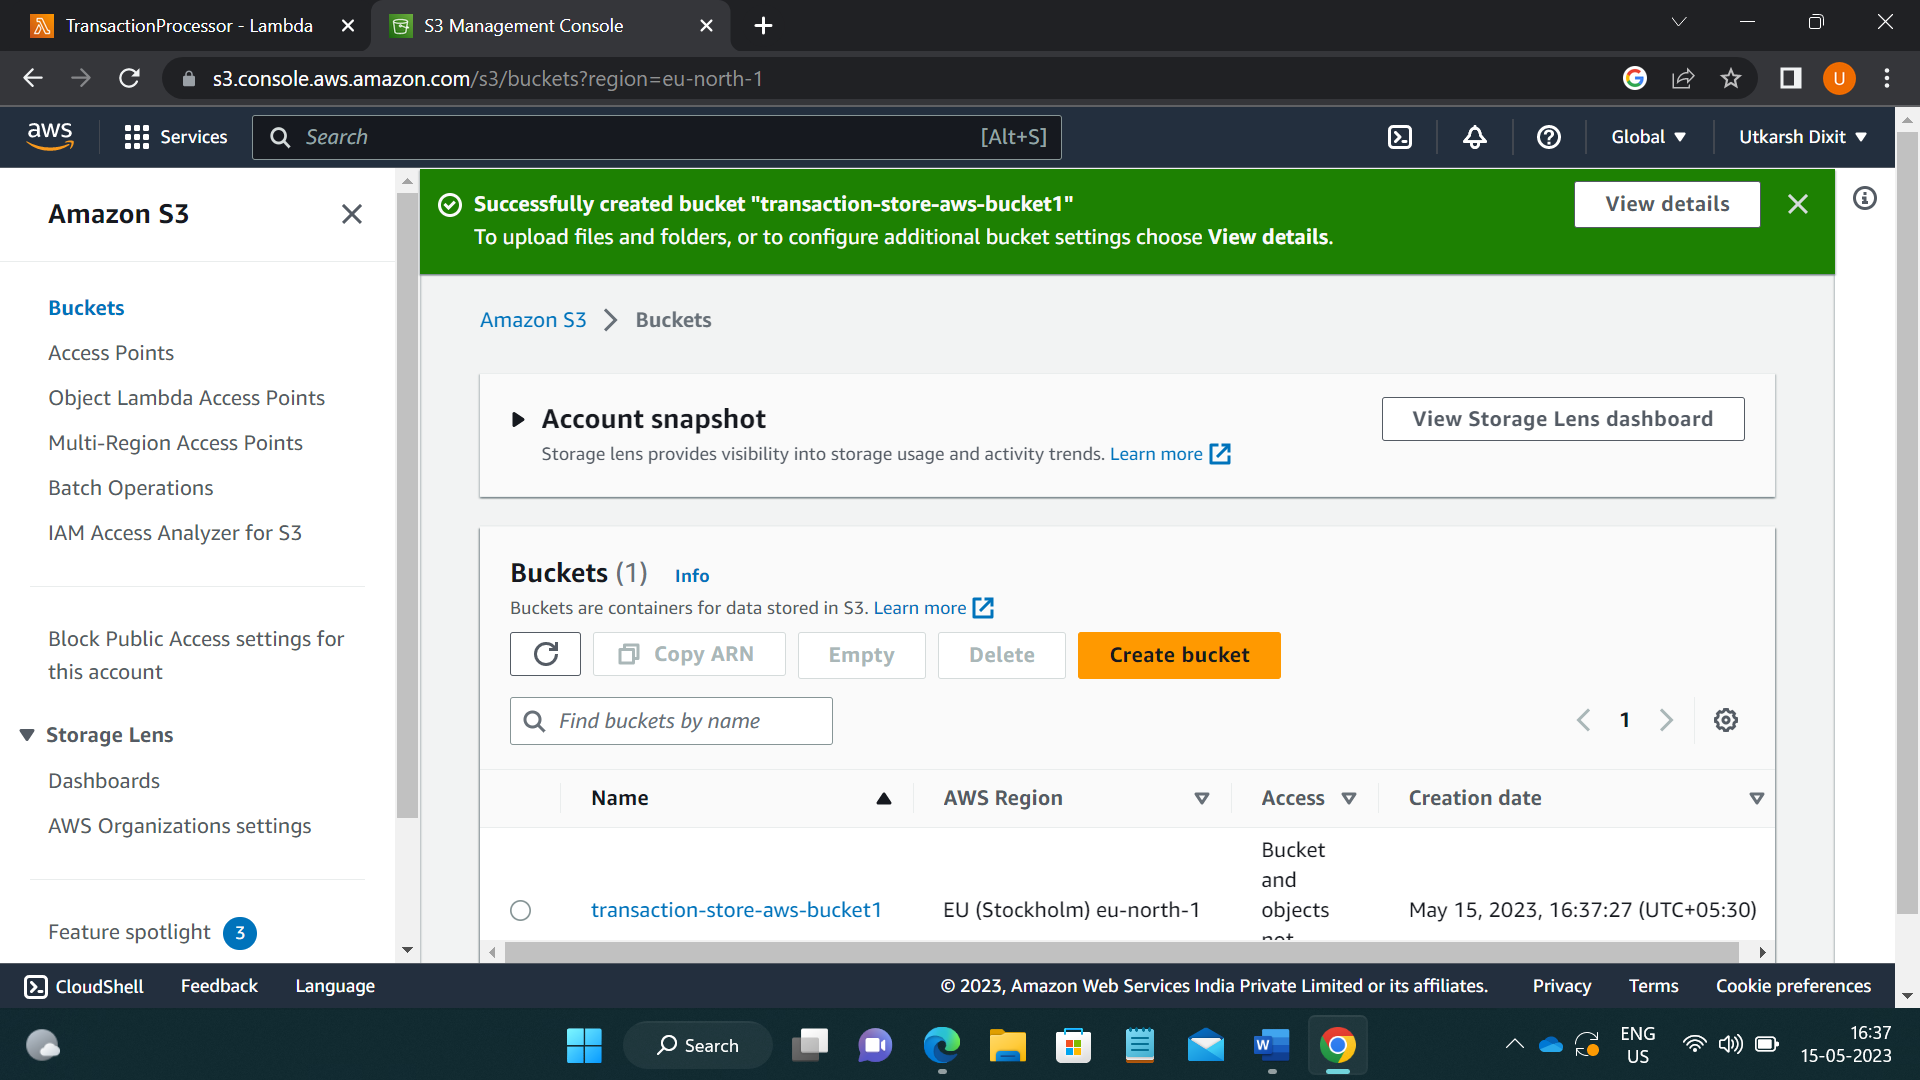 TransactionProcessor - Lambda
S3 Management Console
s3.console.aws.amazon.com/s3/buckets?region=eu-north-1
U
aws
Services
Search
[Alt+S]
Global
Utkarsh Dixit
Amazon S3
Buckets
Access Points
Object Lambda Access Points
Multi-Region Access Points
Batch Operations
IAM Access Analyzer for S3
Block Public Access settings for
this account
Storage Lens
Dashboards
AWS Organizations settings
Feature spotlight 3
Successfully created bucket "transaction-store-aws-bucket1"
To upload files and folders, or to configure additional bucket settings choose View details.
View details
Amazon S3
Buckets
Account snapshot
Storage lens provides visibility into storage usage and activity trends. Learn more
View Storage Lens dashboard
Buckets (1) Info
Buckets are containers for data stored in S3. Learn more
Copy ARN
Empty
Delete
Create bucket
Find buckets by name
1
Name
AWS Region
Access
Creation date
transaction-store-aws-bucket1
EU (Stockholm) eu-north-1
Bucket
and
objects
not
May 15, 2023, 16:37:27 (UTC+05:30)
CloudShell
Feedback
Language
© 2023, Amazon Web Services India Private Limited or its affiliates.
Privacy
Terms
Cookie preferences
Search
W
ENG
US
16:37
15-05-2023